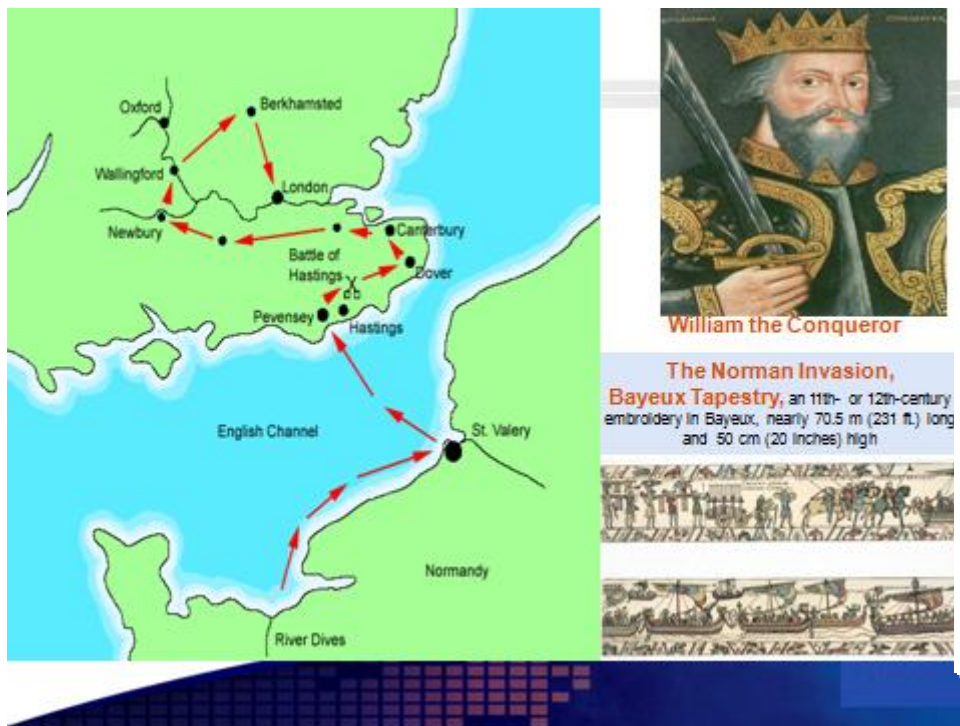 Oxford
Berkhamsted
Wallingford
London
Newbury
Canterbury
Battle of
Hastings
Dover
Pevensey
Hastings
English Channel
St. Valery
Normandy
River Dives
William the Conqueror
The Norman Invasion,
Bayeux Tapestry, an 11th- or 12th-century
embroidery in Bayeux, nearly 70.5 m (231 ft.) long
and 50 cm (20 inches) high